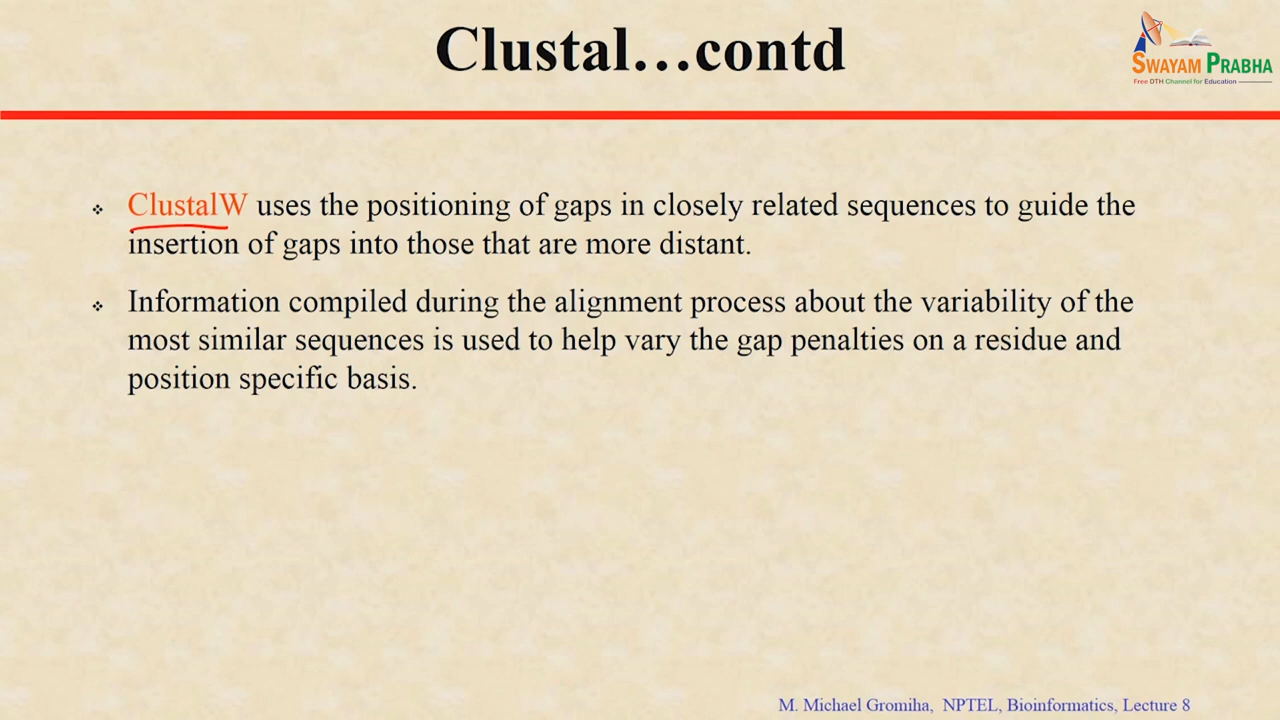 Clustal…contd
SWAYAM PRABHA
Free DTH Channel for Education
❖ ClustalW uses the positioning of gaps in closely related sequences to guide the
insertion of gaps into those that are more distant.
❖ Information compiled during the alignment process about the variability of the
most similar sequences is used to help vary the gap penalties on a residue and
position specific basis.
M. Michael Gromiha, NPTEL, Bioinformatics, Lecture 8